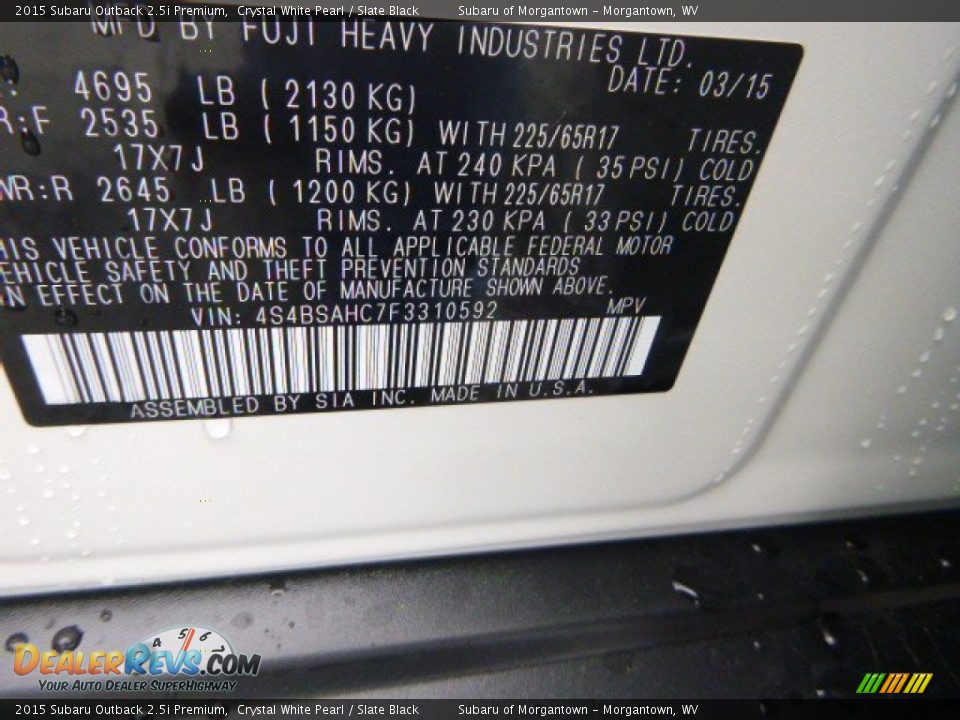 2015 Subaru Outback 2.5i Premium, Crystal White Pearl / Slate Black Subaru of Morgantown - Morgantown, WV
MFD BY FUJI HEAVY INDUSTRIES LTD.
DATE: 03/15
4695 LB ( 2130 KG)
R:F 2535 LB ( 1150 KG) WITH 225/65R17 TIRES.
17X7J RIMS. AT 240 KPA ( 35 PSI) COLD
WR:R 2645 LB ( 1200 KG) WITH 225/65R17 TIRES.
17X7J RIMS. AT 230 KPA ( 33 PSI) COLD
HIS VEHICLE CONFORMS TO ALL APPLICABLE FEDERAL MOTOR
EHICLE SAFETY AND THEFT PREVENTION STANDARDS
IN EFFECT ON THE DATE OF MANUFACTURE SHOWN ABOVE.
VIN: 4S4BSAHC7F3310592 MPV
ASSEMBLED BY SIA INC. MADE IN U.S.A.
4 5 6
DEALERREVS.COM
YOUR AUTO DEALER SUPERHIGHWAY
2015 Subaru Outback 2.5i Premium, Crystal White Pearl / Slate Black Subaru of Morgantown - Morgantown, WV